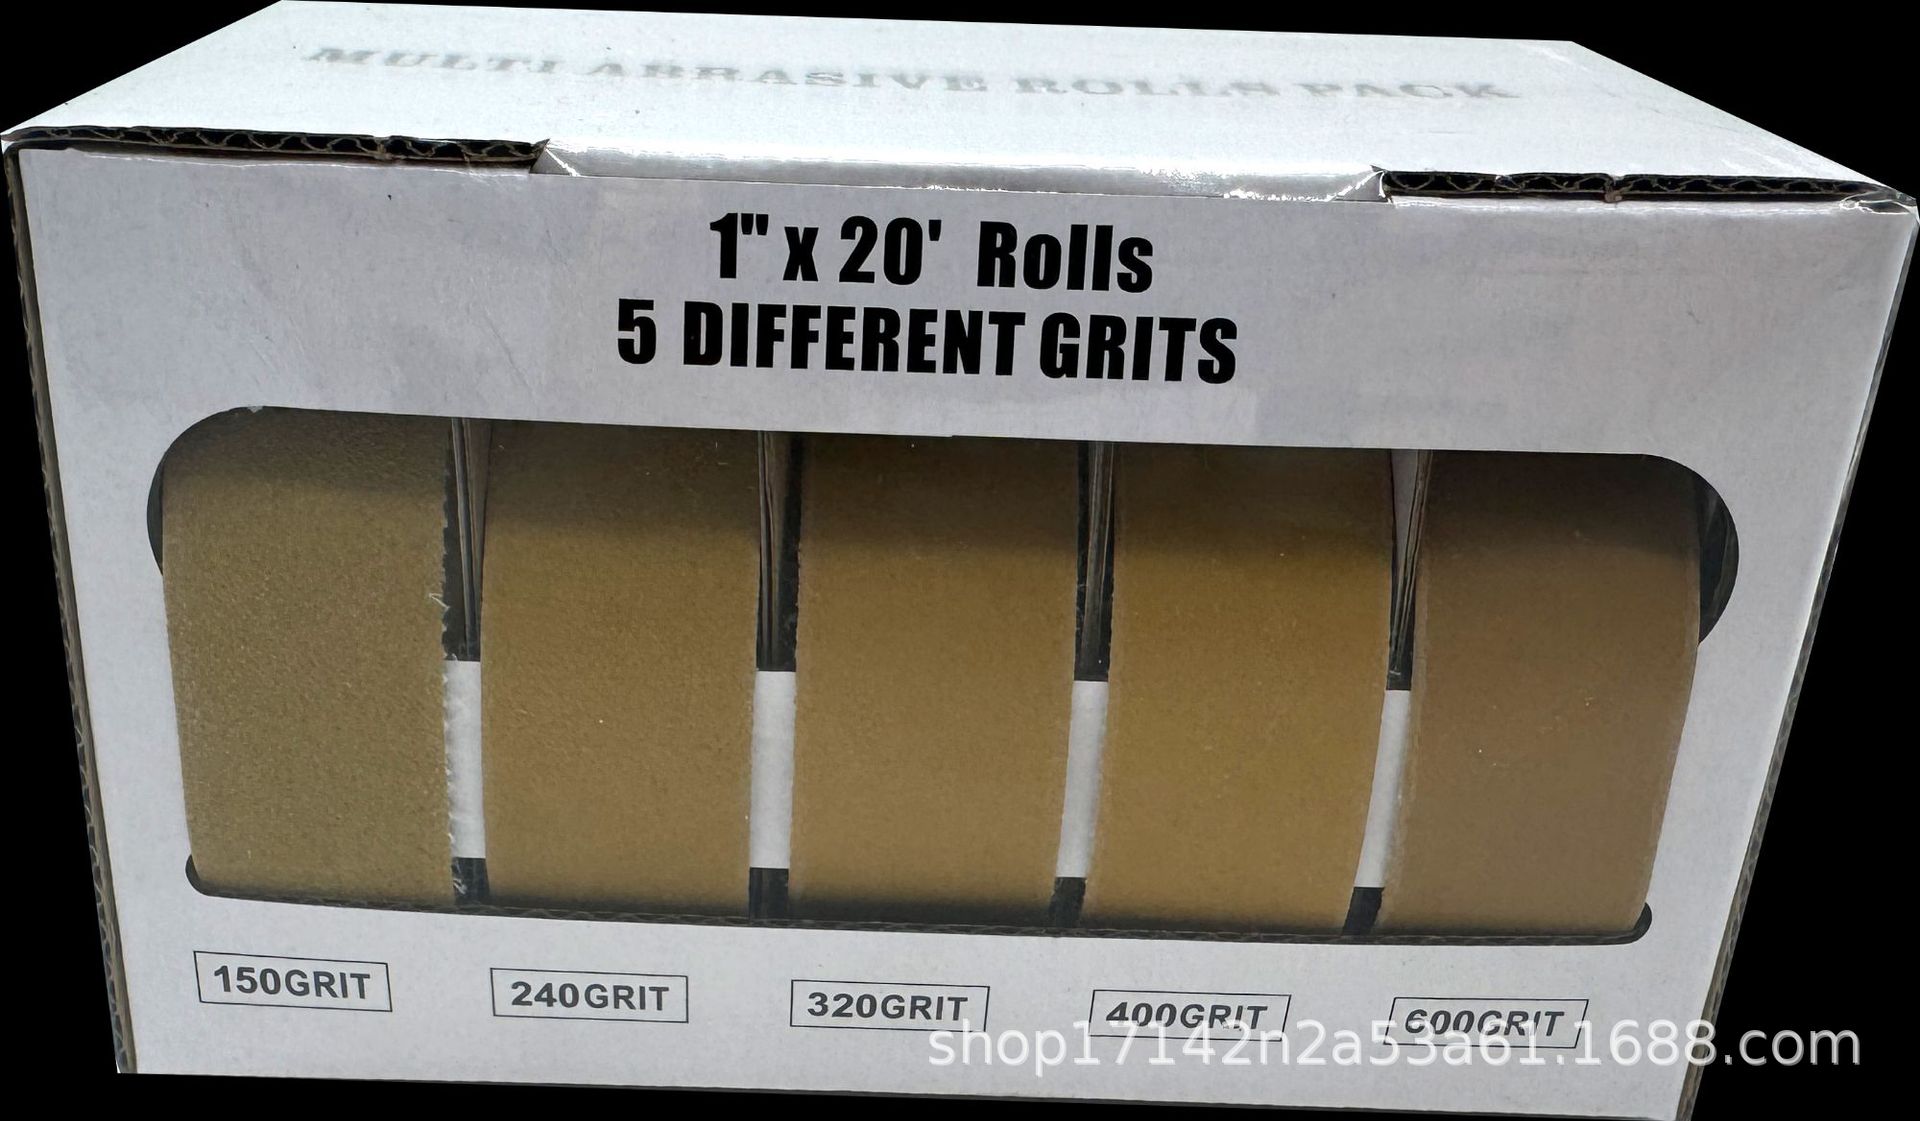 MULTI ABRASIVE ROLLS PACK
1" x 20' Rolls
5 DIFFERENT GRITS
150GRIT
240GRIT
320GRIT
400GRIT
600GRIT
shop17142n2a53a61.1688.com